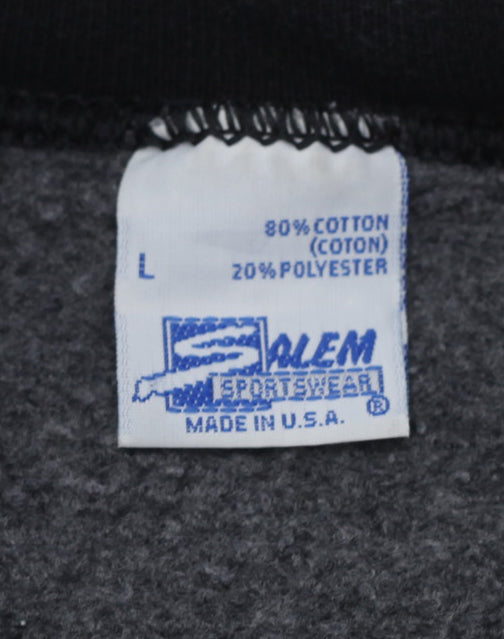 80% COTTON
(COTON)
L
20% POLYESTER
SALEM
SPORTSWEAR
®
MADE IN U.S.A.